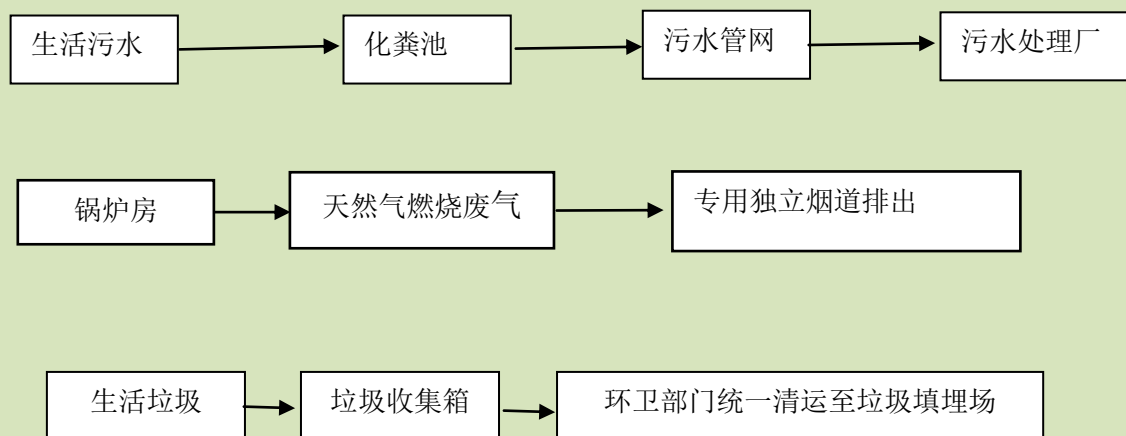 生活污水
化粪池
污水管网
污水处理厂
锅炉房
天然气燃烧废气
专用独立烟道排出
生活垃圾
垃圾收集箱
环卫部门统一清运至垃圾填埋场